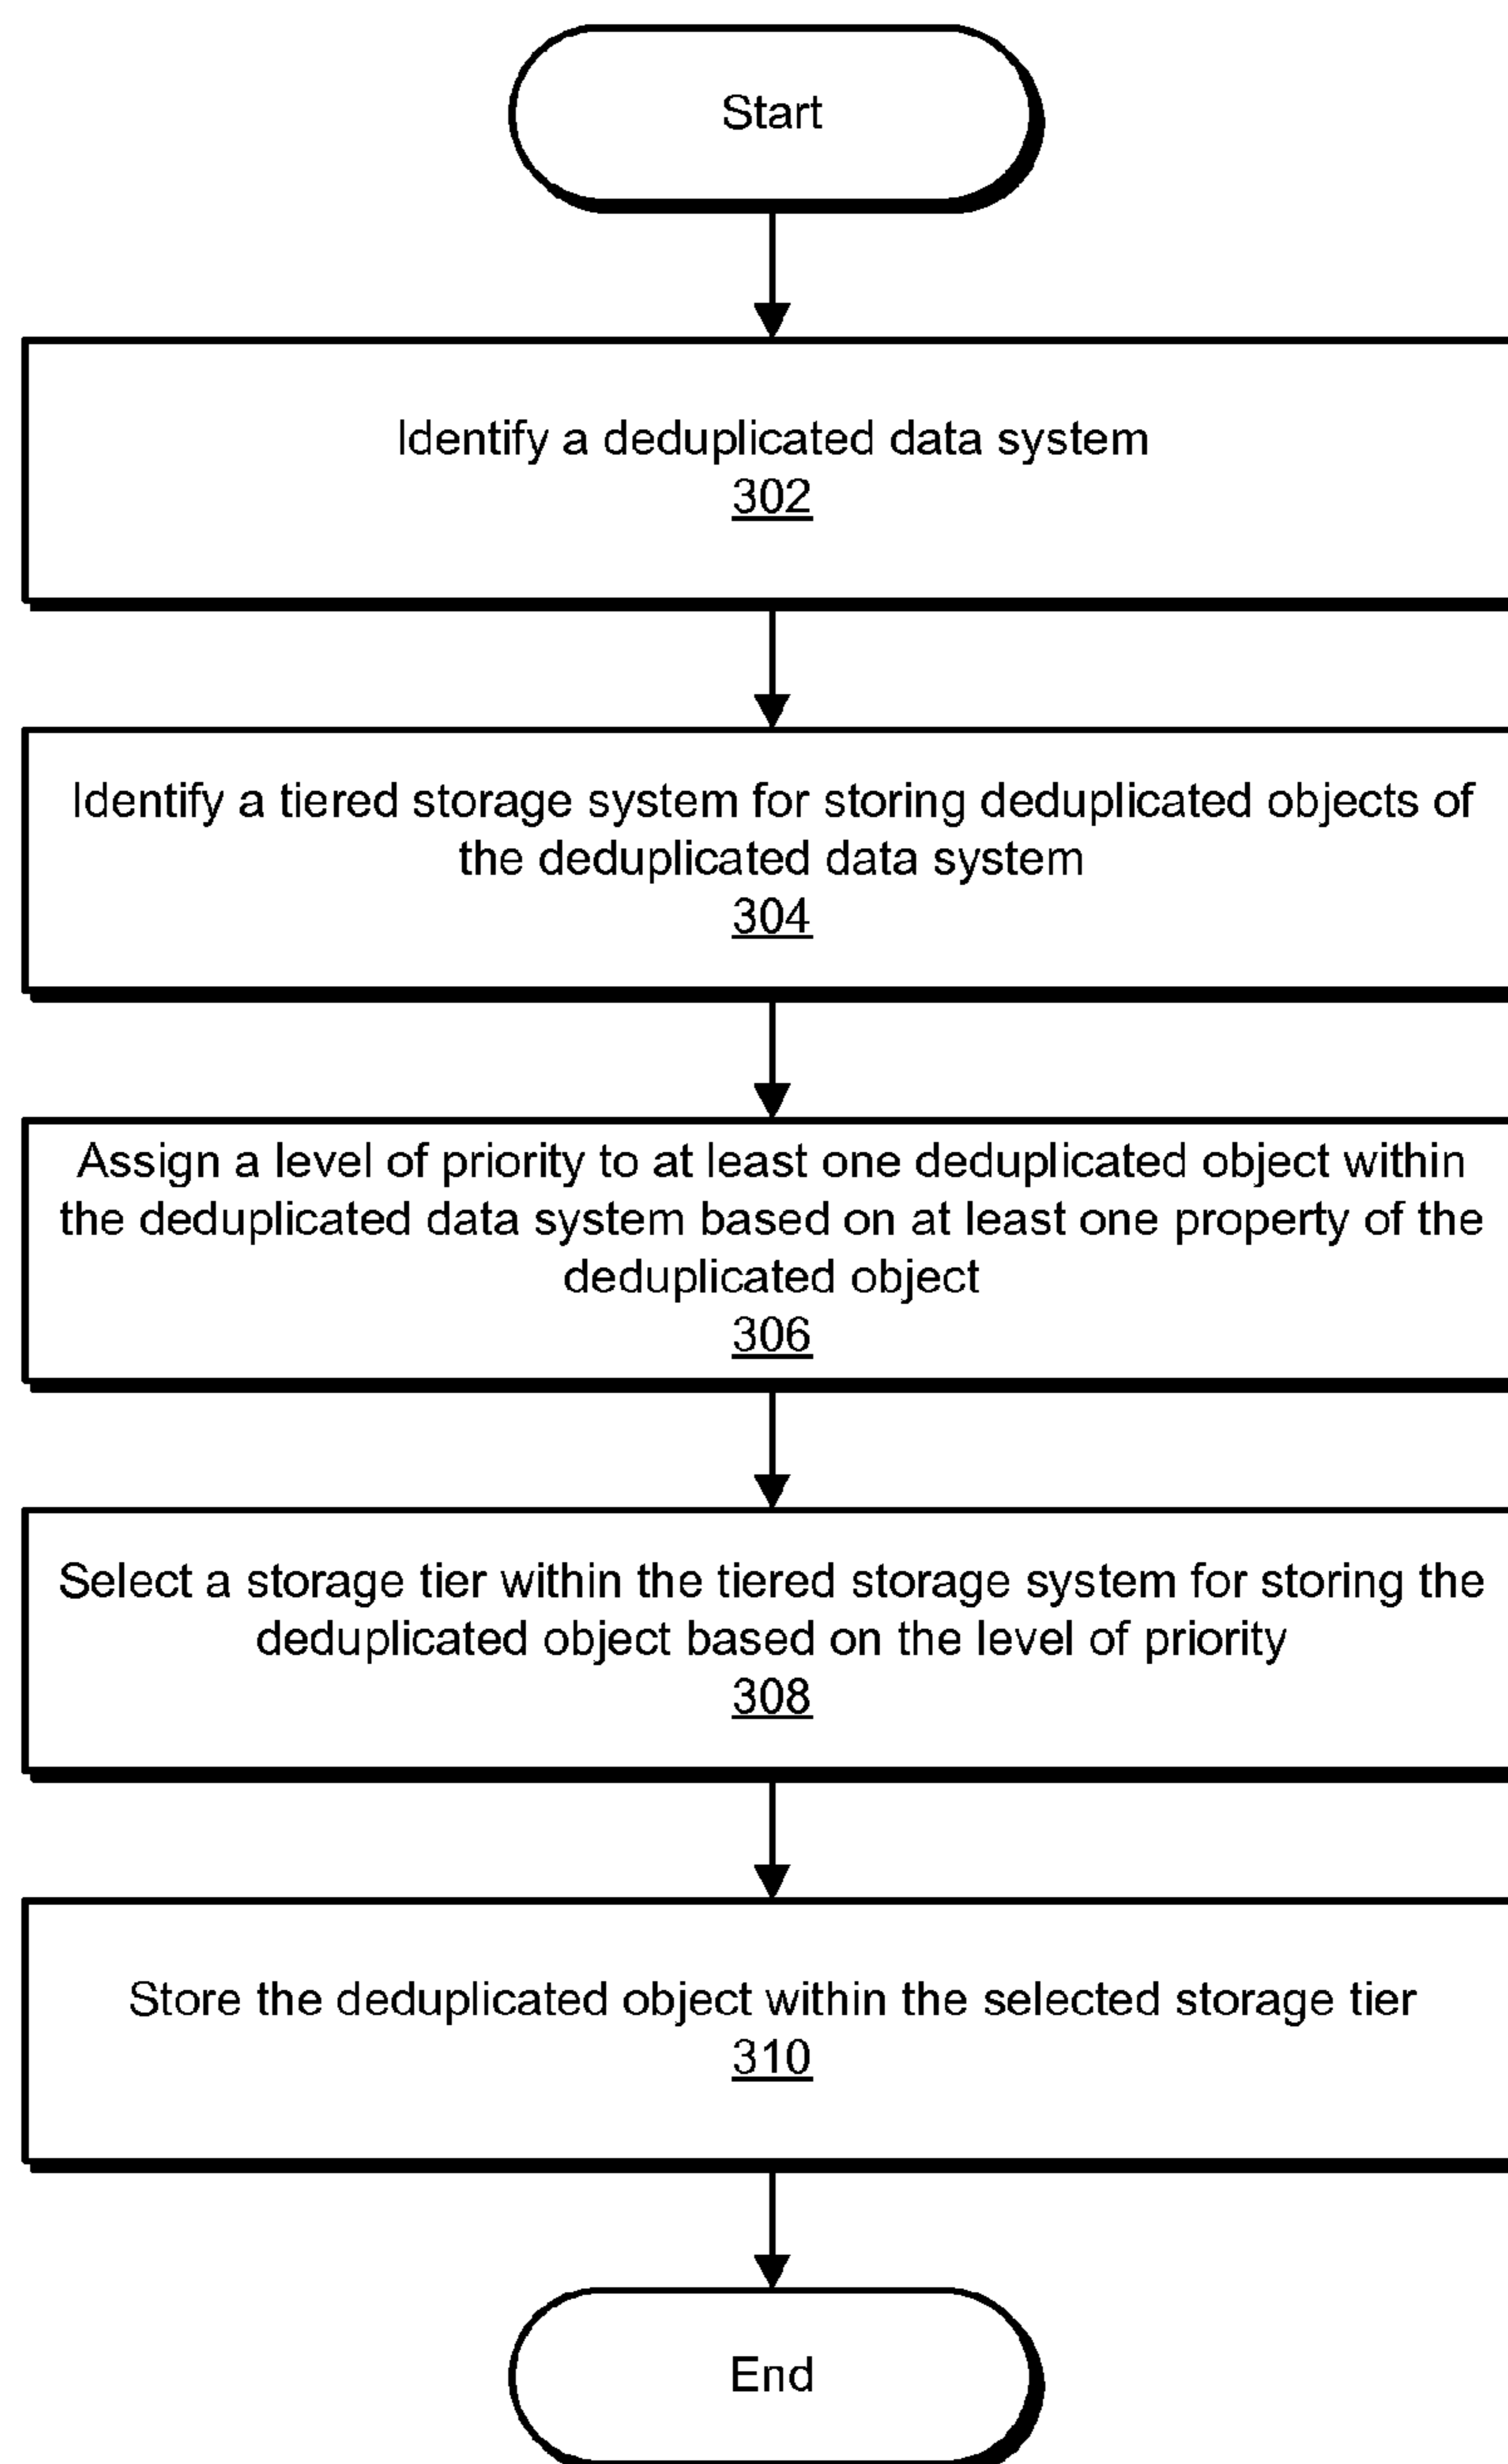 Start
Identify a deduplicated data system
302
Identify a tiered storage system for storing deduplicated objects of
the deduplicated data system
304
Assign a level of priority to at least one deduplicated object within
the deduplicated data system based on at least one property of the
deduplicated object
306
Select a storage tier within the tiered storage system for storing the
deduplicated object based on the level of priority
308
Store the deduplicated object within the selected storage tier
310
End